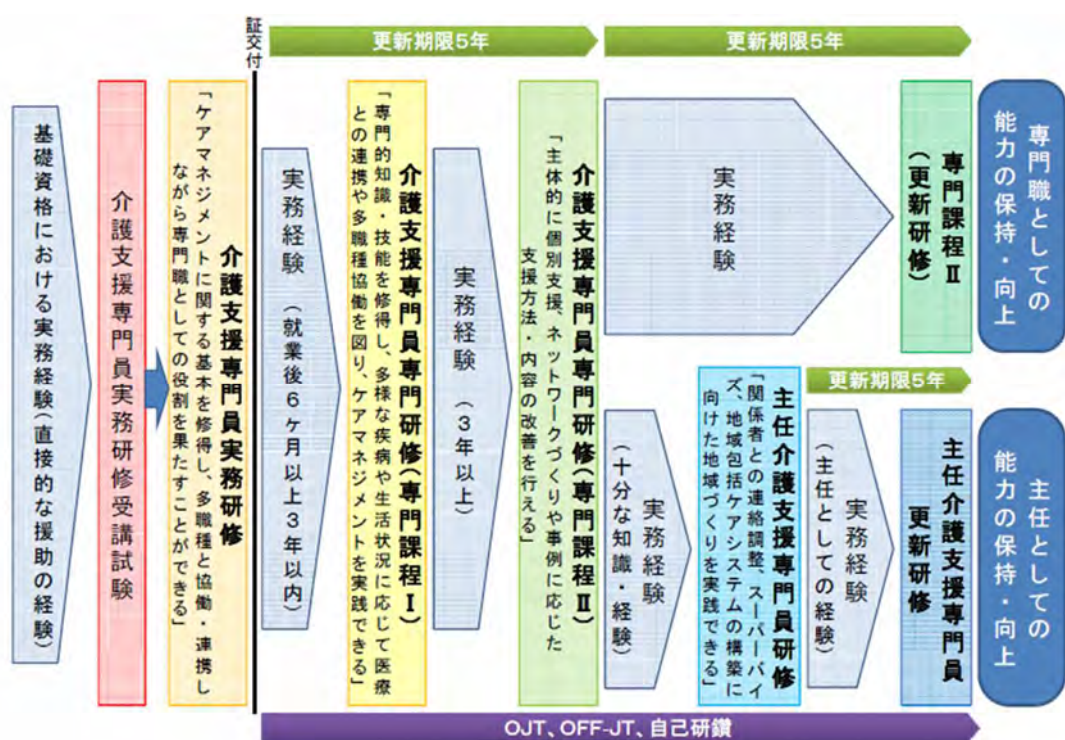 証交付
更新期限5年
更新期限5年
基礎資格における実務経験(直接的な援助の経験)
介護支援専門員実務研修受講試験
介護支援専門員実務研修
「ケアマネジメントに関する基本を修得し、多職種と協働・連携し
ながら専門職としての役割を果たすことができる」
実務経験 (就業後6ヶ月以上3年以内)
介護支援専門員専門研修(専門課程Ⅰ)
「専門的知識・技能を修得し、多様な疾病や生活状況に応じて医療
との連携や多職種協働を図り、ケアマネジメントを実践できる」
実務経験 (3年以上)
介護支援専門員専門研修(専門課程Ⅱ)
「主体的に個別支援、ネットワークづくりや事例に応じた
支援方法・内容の改善を行える」
実務経験
専門課程Ⅱ
(更新研修)
専門職としての
能力の保持・向上
実務経験
(十分な知識・経験)
主任介護支援専門員研修
「関係者との連絡調整、スーパーバイ
ズ、地域包括ケアシステムの構築に
向けた地域づくりを実践できる」
更新期限5年
実務経験
(主任としての経験)
主任介護支援専門員
更新研修
主任としての
能力の保持・向上
OJT、OFF-JT、自己研鑽